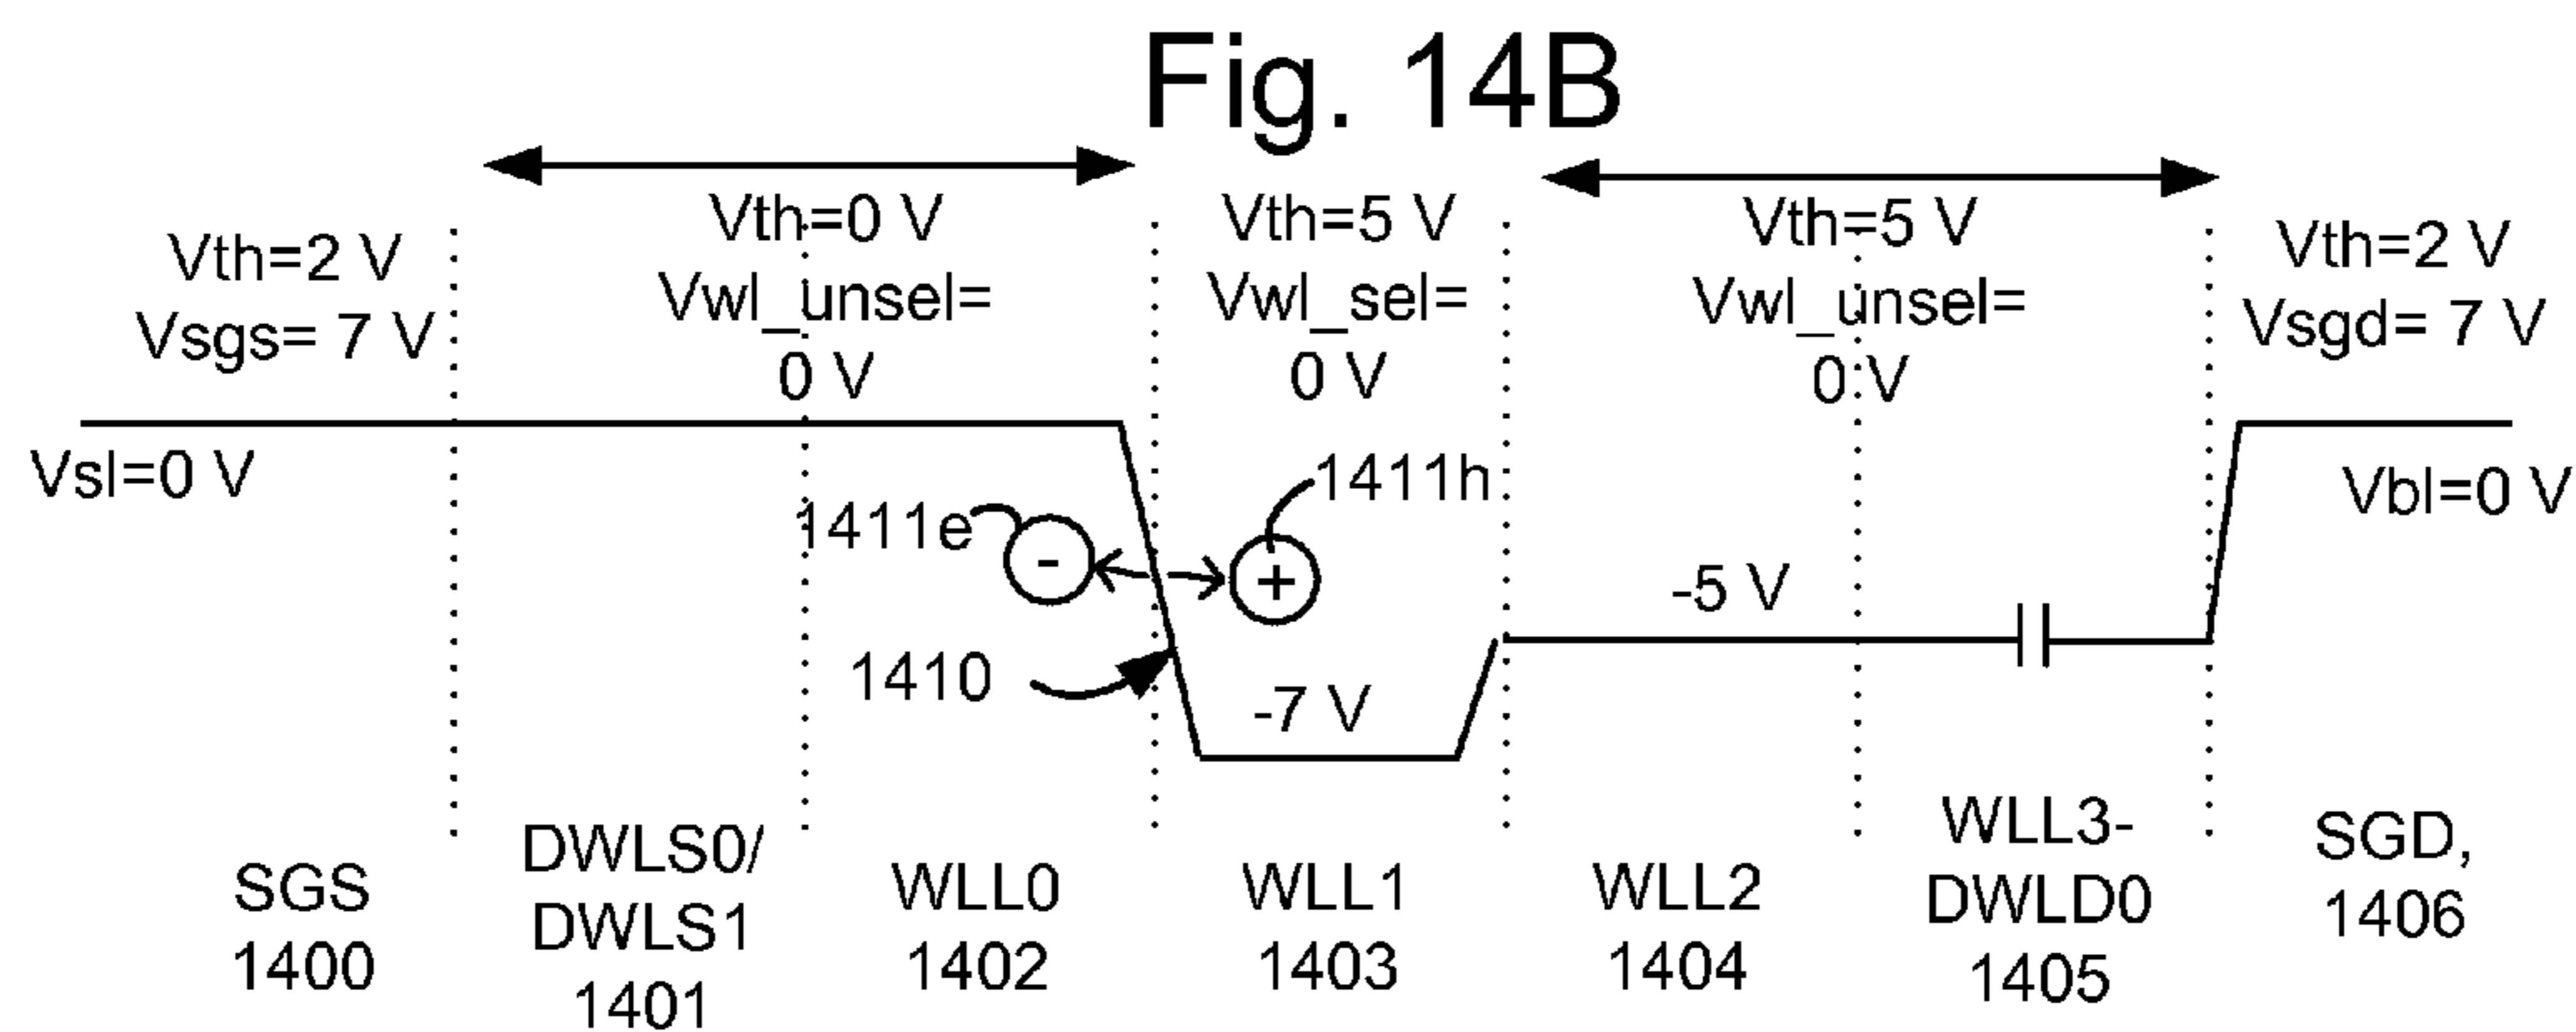 Fig. 14B
Vth=2 V
Vsgs= 7 V
Vth=0 V
Vwl_unsel=
0 V
Vth=5 V
Vwl_sel=
0 V
Vth=5 V
Vwl_unsel=
0 V
Vth=2 V
Vsgd= 7 V
Vsl=0 V
1411e
-
1411h
+
1410
-7 V
-5 V
Vbl=0 V
SGS
1400
DWLS0/
DWLS1
1401
WLL0
1402
WLL1
1403
WLL2
1404
WLL3-
DWLD0
1405
SGD,
1406